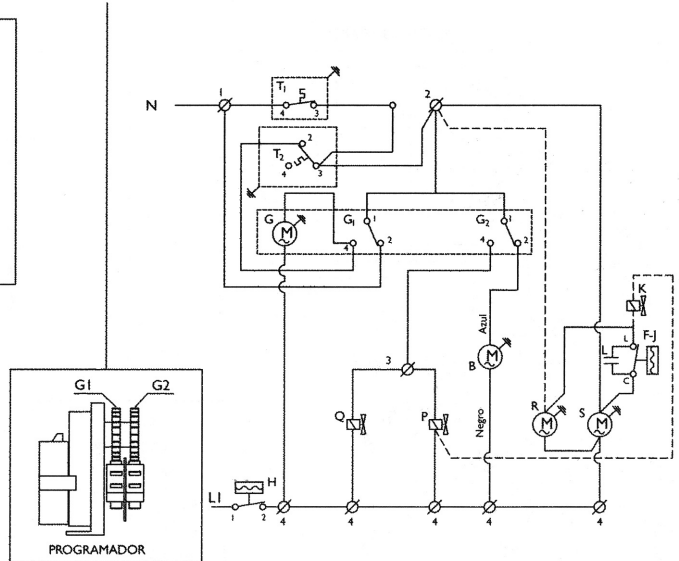 N
1
T1
4
3
2
T2
2
4
3
G
G1
1
4
2
G2
1
4
2
K
F-J
L
L
C
Azul
B
3
Q
P
R
S
Negro
L1
H
1
2
4
4
4
4
4
G1
G2
PROGRAMADOR